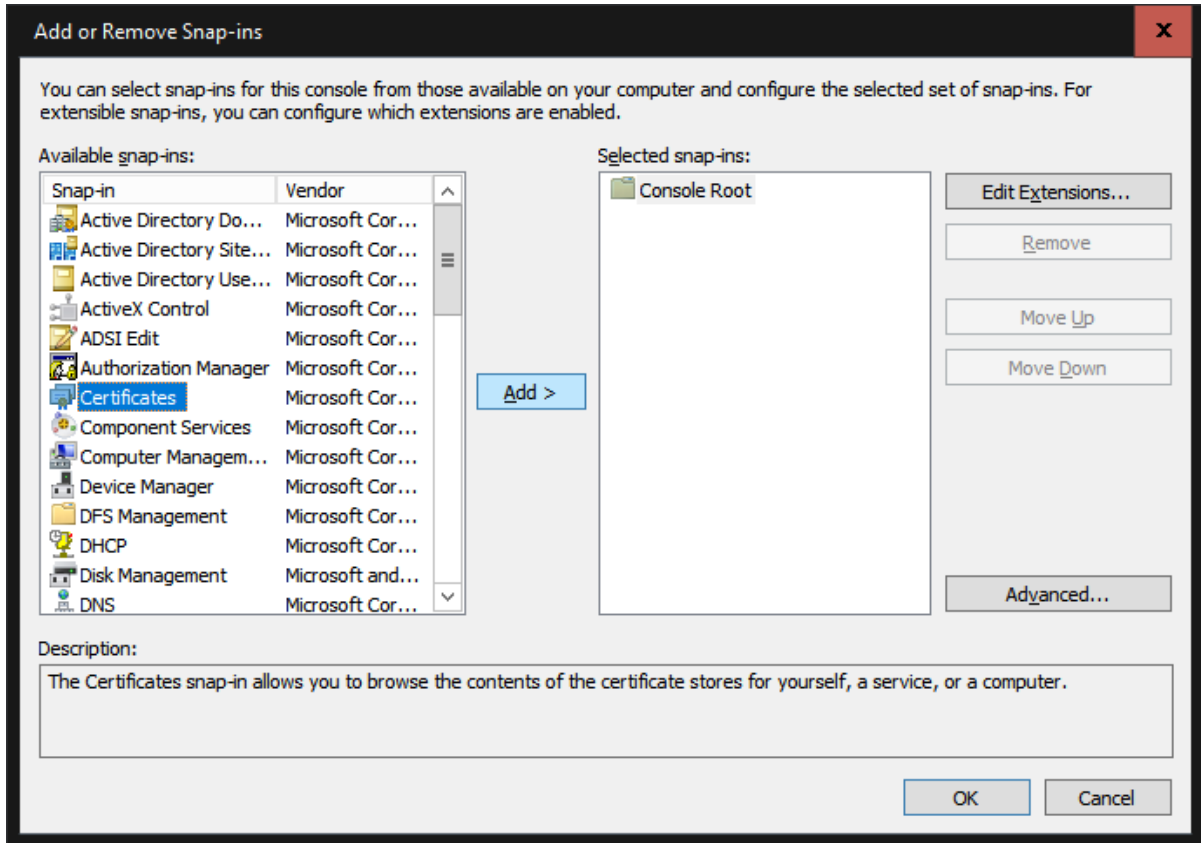 Add or Remove Snap-ins
x
You can select snap-ins for this console from those available on your computer and configure the selected set of snap-ins. For
extensible snap-ins, you can configure which extensions are enabled.
Available snap-ins:
Snap-in Vendor
Active Directory Do... Microsoft Cor...
Active Directory Site... Microsoft Cor...
Active Directory Use... Microsoft Cor...
ActiveX Control Microsoft Cor...
ADSI Edit Microsoft Cor...
Authorization Manager Microsoft Cor...
Certificates Microsoft Cor...
Component Services Microsoft Cor...
Computer Managem... Microsoft Cor...
Device Manager Microsoft Cor...
DFS Management Microsoft Cor...
DHCP Microsoft Cor...
Disk Management Microsoft and...
DNS Microsoft Cor...
Add >
Selected snap-ins:
Console Root
Edit Extensions...
Remove
Move Up
Move Down
Advanced...
Description:
The Certificates snap-in allows you to browse the contents of the certificate stores for yourself, a service, or a computer.
OK
Cancel